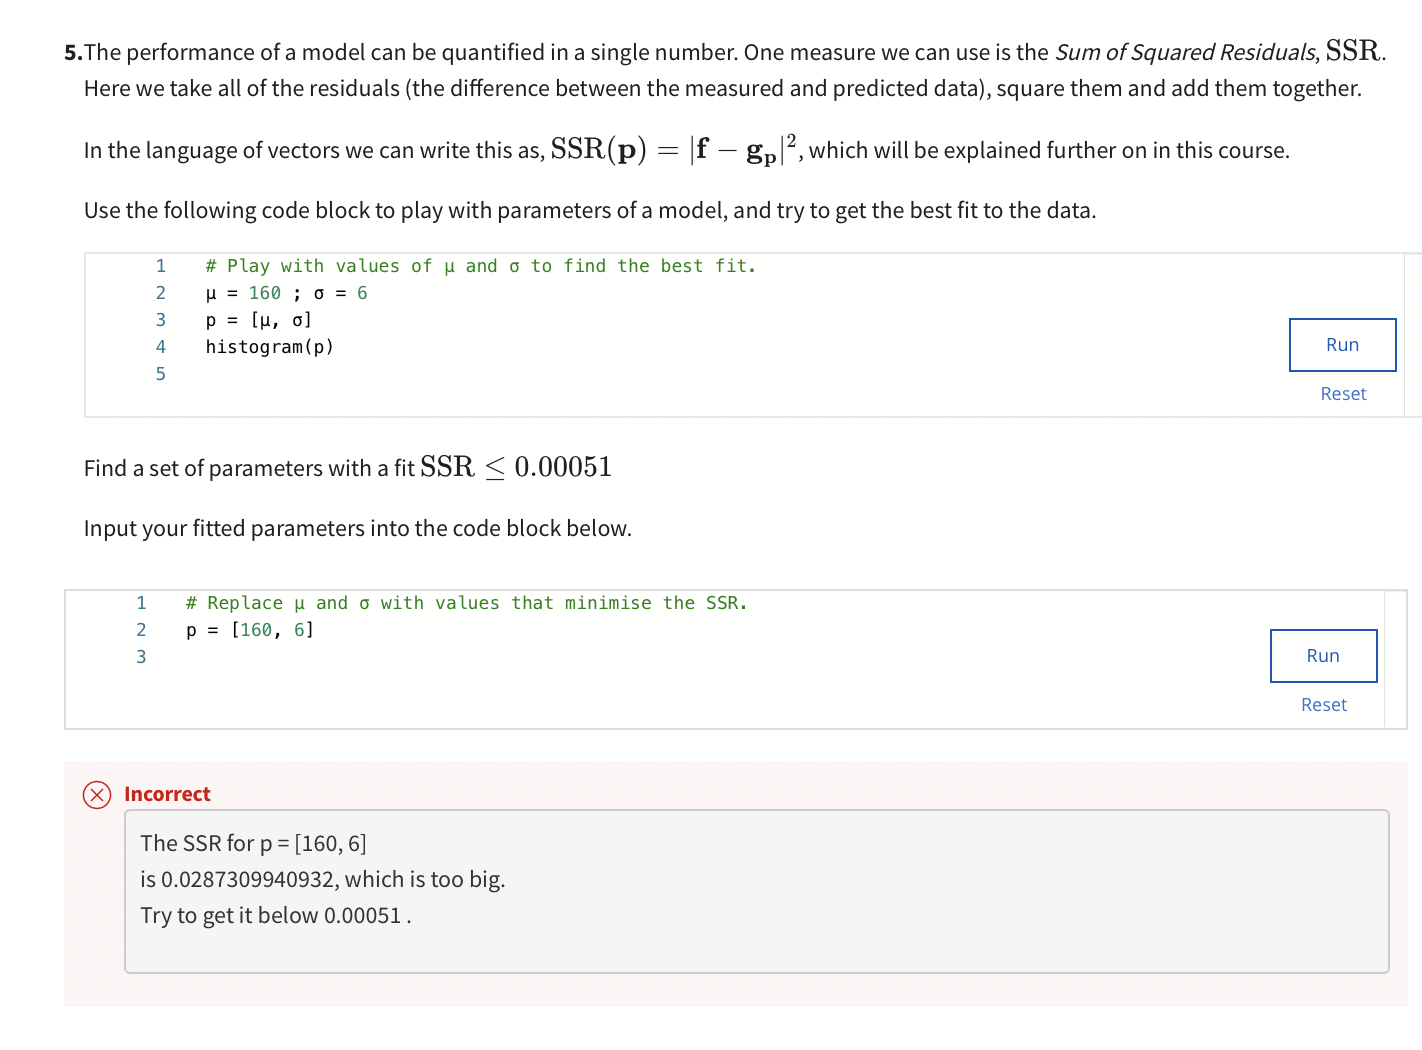 5.The performance of a model can be quantified in a single number. One measure we can use is the Sum of Squared Residuals, SSR.
Here we take all of the residuals (the difference between the measured and predicted data), square them and add them together.
In the language of vectors we can write this as, SSR(p) = |f − gₚ|², which will be explained further on in this course.
Use the following code block to play with parameters of a model, and try to get the best fit to the data.
1 # Play with values of μ and σ to find the best fit.
2 μ = 160 ; σ = 6
3 p = [μ, σ]
4 histogram(p)
5
Run
Reset
Find a set of parameters with a fit SSR ≤ 0.00051
Input your fitted parameters into the code block below.
1 # Replace μ and σ with values that minimise the SSR.
2 p = [160, 6]
3
Run
Reset
Incorrect
The SSR for p = [160, 6]
is 0.0287309940932, which is too big.
Try to get it below 0.00051 .